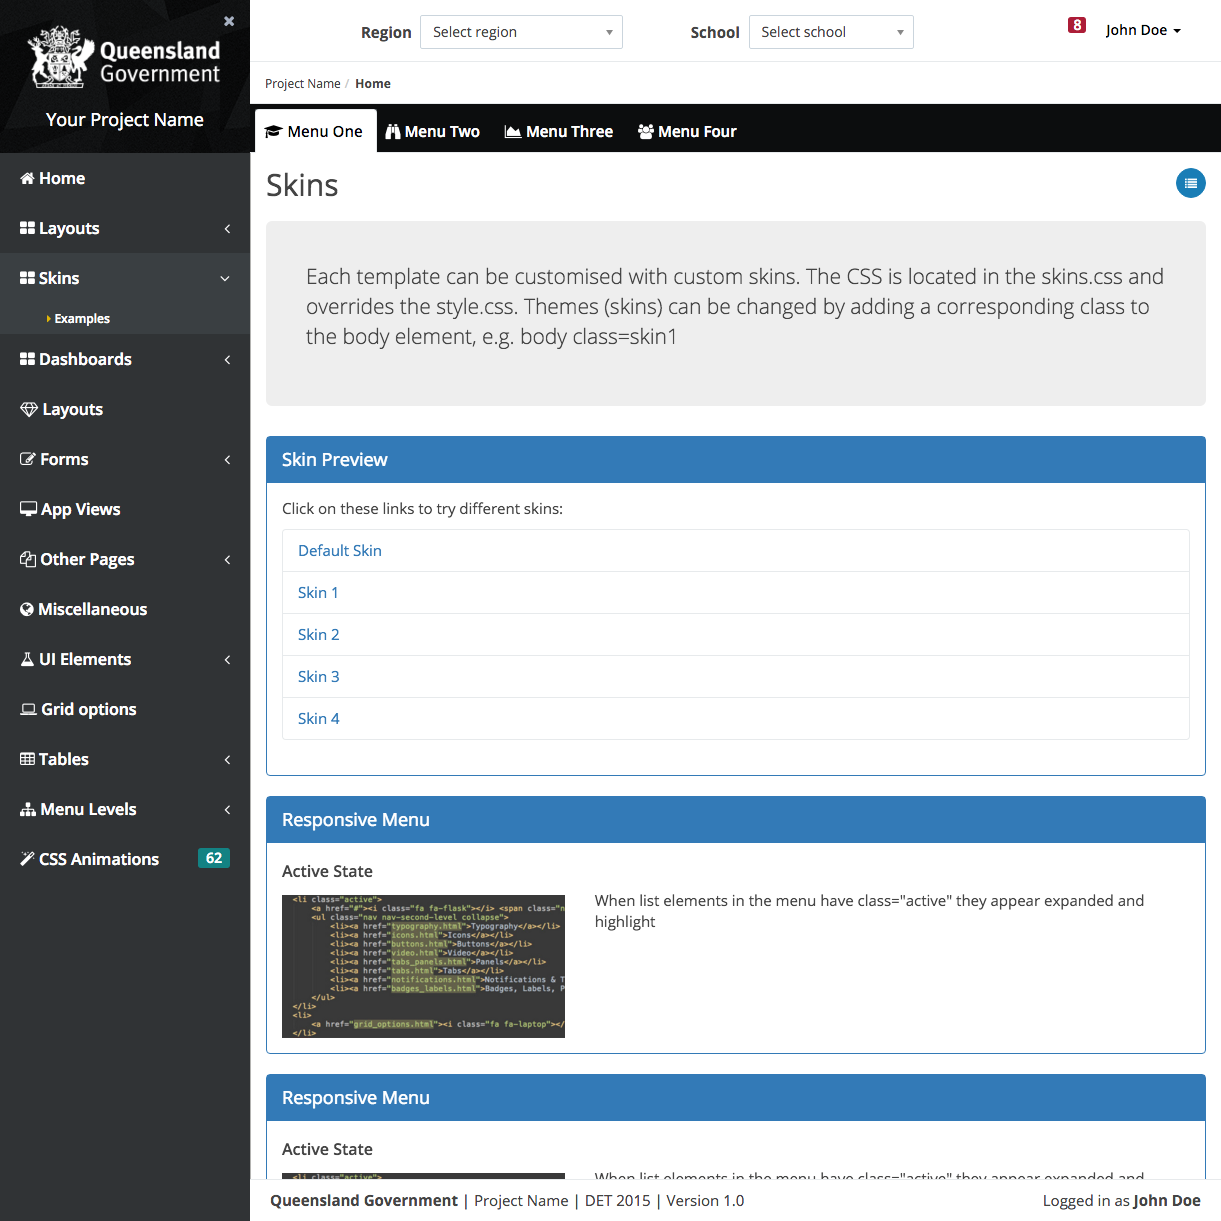 Queensland
Government
Your Project Name
Region Select region School Select school 8 John Doe
Project Name / Home
Menu One Menu Two Menu Three Menu Four
Home
Layouts
Skins
Examples
Dashboards
Layouts
Forms
App Views
Other Pages
Miscellaneous
UI Elements
Grid options
Tables
Menu Levels
CSS Animations 62
Skins
Each template can be customised with custom skins. The CSS is located in the skins.css and
overrides the style.css. Themes (skins) can be changed by adding a corresponding class to
the body element, e.g. body class=skin1
Skin Preview
Click on these links to try different skins:
Default Skin
Skin 1
Skin 2
Skin 3
Skin 4
Responsive Menu
Active State
<li class="active">
<a href="#"><i class="fa fa-flask"></i> <span class="n
<ul class="nav nav-second-level collapse">
<li><a href="typography.html">Typography</a></li>
<li><a href="icons.html">Icons</a></li>
<li><a href="buttons.html">Buttons</a></li>
<li><a href="video.html">Video</a></li>
<li><a href="tabs_panels.html">Panels</a></li>
<li><a href="tabs.html">Tabs</a></li>
<li><a href="notifications.html">Notifications & T
<li><a href="badges_labels.html">Badges, Labels, P
</ul>
</li>
<li>
<a href="grid_options.html"><i class="fa fa-laptop"></
</li>
When list elements in the menu have class="active" they appear expanded and
highlight
Responsive Menu
Active State
<li class="active">
When list elements in the menu have class="active" they appear expanded and
Queensland Government | Project Name | DET 2015 | Version 1.0
Logged in as John Doe